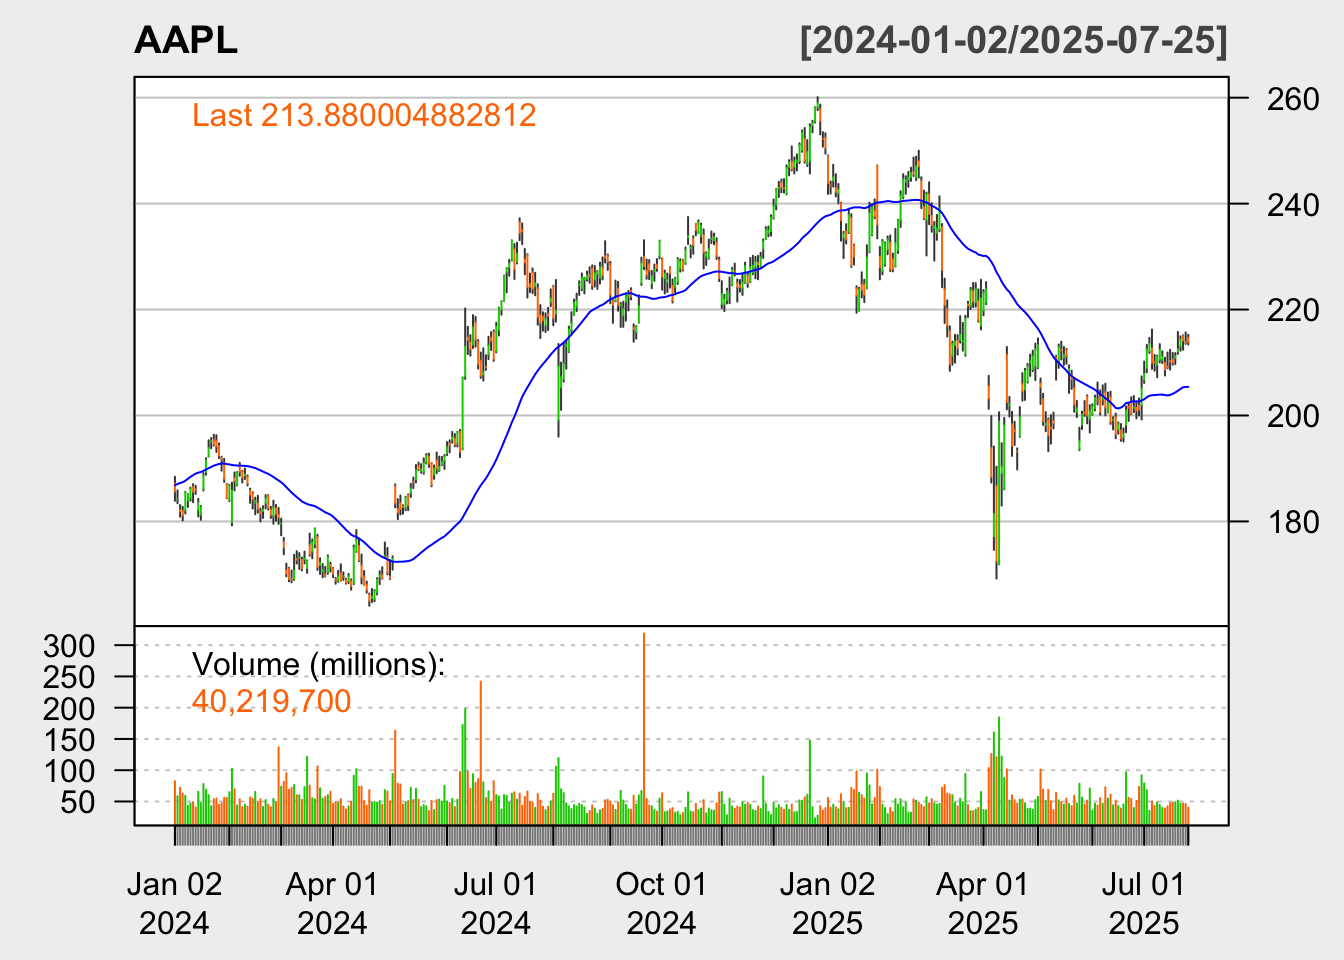 AAPL [2024-01-02/2025-07-25]
Last 213.880004882812
260
240
220
200
180
Volume (millions):
40,219,700
300
250
200
150
100
50
Jan 02 Apr 01 Jul 01 Oct 01 Jan 02 Apr 01 Jul 01
2024 2024 2024 2024 2025 2025 2025